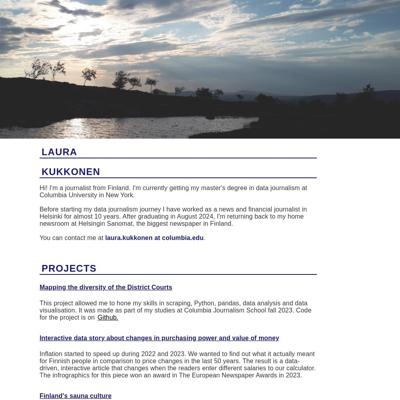 LAURA
KUKKONEN
Hi! I'm a journalist from Finland. I'm currently getting my master's degree in data journalism at
Columbia University in New York.
Before starting my data journalism journey I have worked as a news and financial journalist in
Helsinki for almost 10 years. After graduating in August 2024, I'm returning back to my home
newsroom at Helsingin Sanomat, the biggest newspaper in Finland.
You can contact me at laura.kukkonen at columbia.edu.
PROJECTS
Mapping the diversity of the District Courts
This project allowed me to hone my skills in scraping, Python, pandas, data analysis and data
visualisation. It was made as part of my studies at Columbia Journalism School fall 2023. Code
for the project is on Github.
Interactive data story about changes in purchasing power and value of money
Inflation started to speed up during 2022 and 2023. We wanted to find out what it actually meant
for Finnish people in comparison to price changes in the last 50 years. The result is a data-
driven, interactive article that changes when the readers enter different salaries to our calculator.
The infrographics for this piece won an award in The European Newspaper Awards in 2023.
Finland's sauna culture